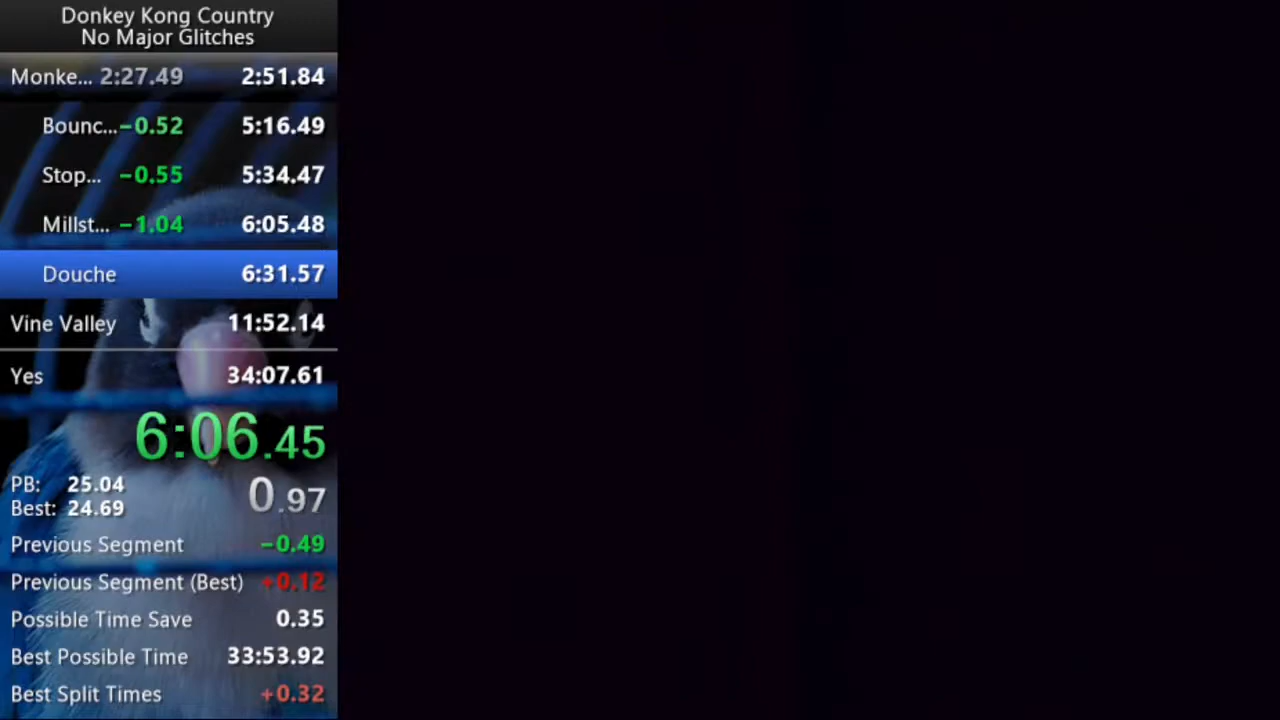 Donkey Kong Country
No Major Glitches
Monke... 2:27.49 2:51.84
Bounc... -0.52 5:16.49
Stop... -0.55 5:34.47
Millst... -1.04 6:05.48
Douche 6:31.57
Vine Valley 11:52.14
Yes 34:07.61
6:06.45
PB: 25.04 0.97
Best: 24.69
Previous Segment -0.49
Previous Segment (Best) +0.12
Possible Time Save 0.35
Best Possible Time 33:53.92
Best Split Times +0.32